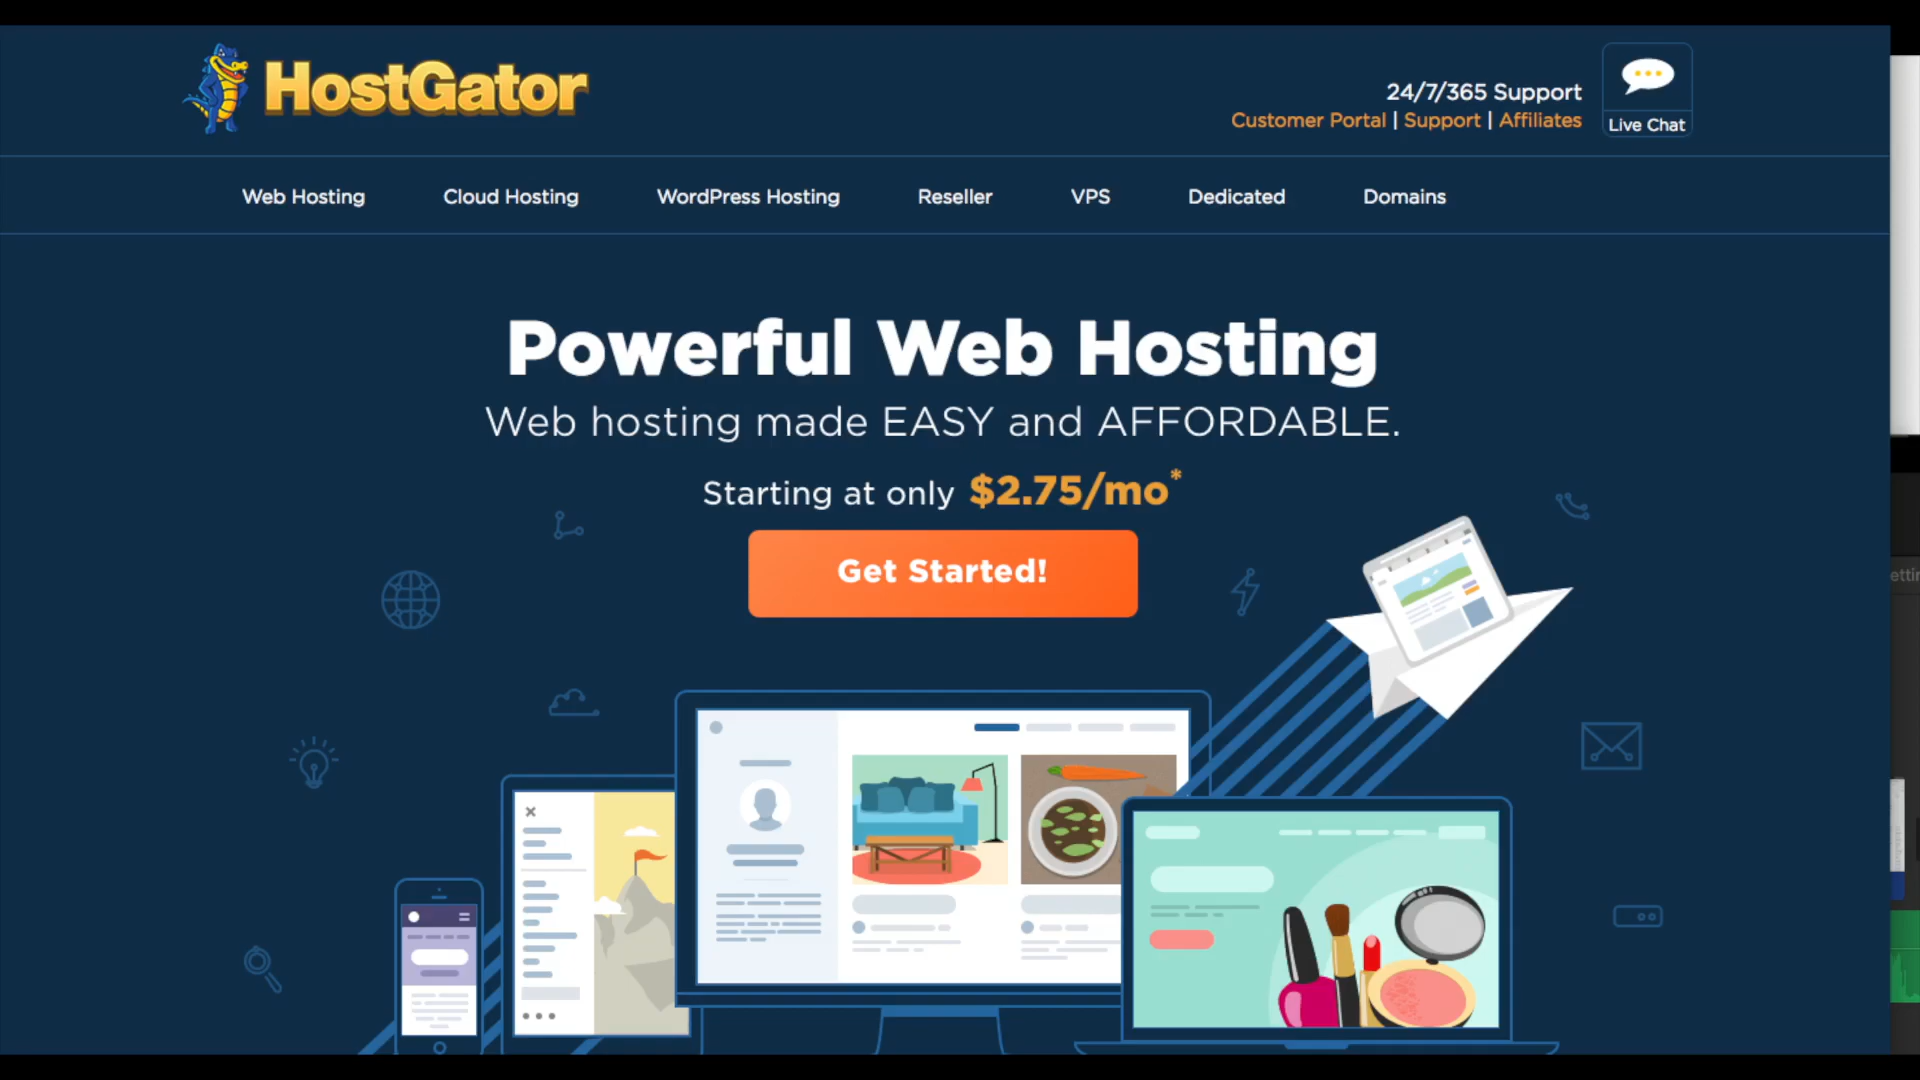 HostGator
24/7/365 Support
Customer Portal | Support | Affiliates
Live Chat
Web Hosting
Cloud Hosting
WordPress Hosting
Reseller
VPS
Dedicated
Domains
Powerful Web Hosting
Web hosting made EASY and AFFORDABLE.
Starting at only $2.75/mo*
Get Started!